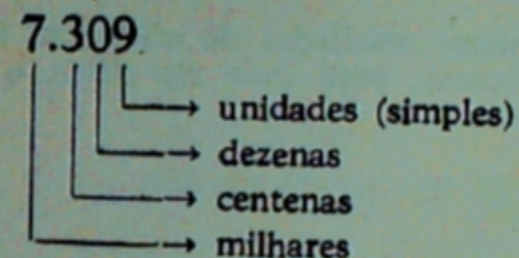 7.309
unidades (simples)
dezenas
centenas
milhares